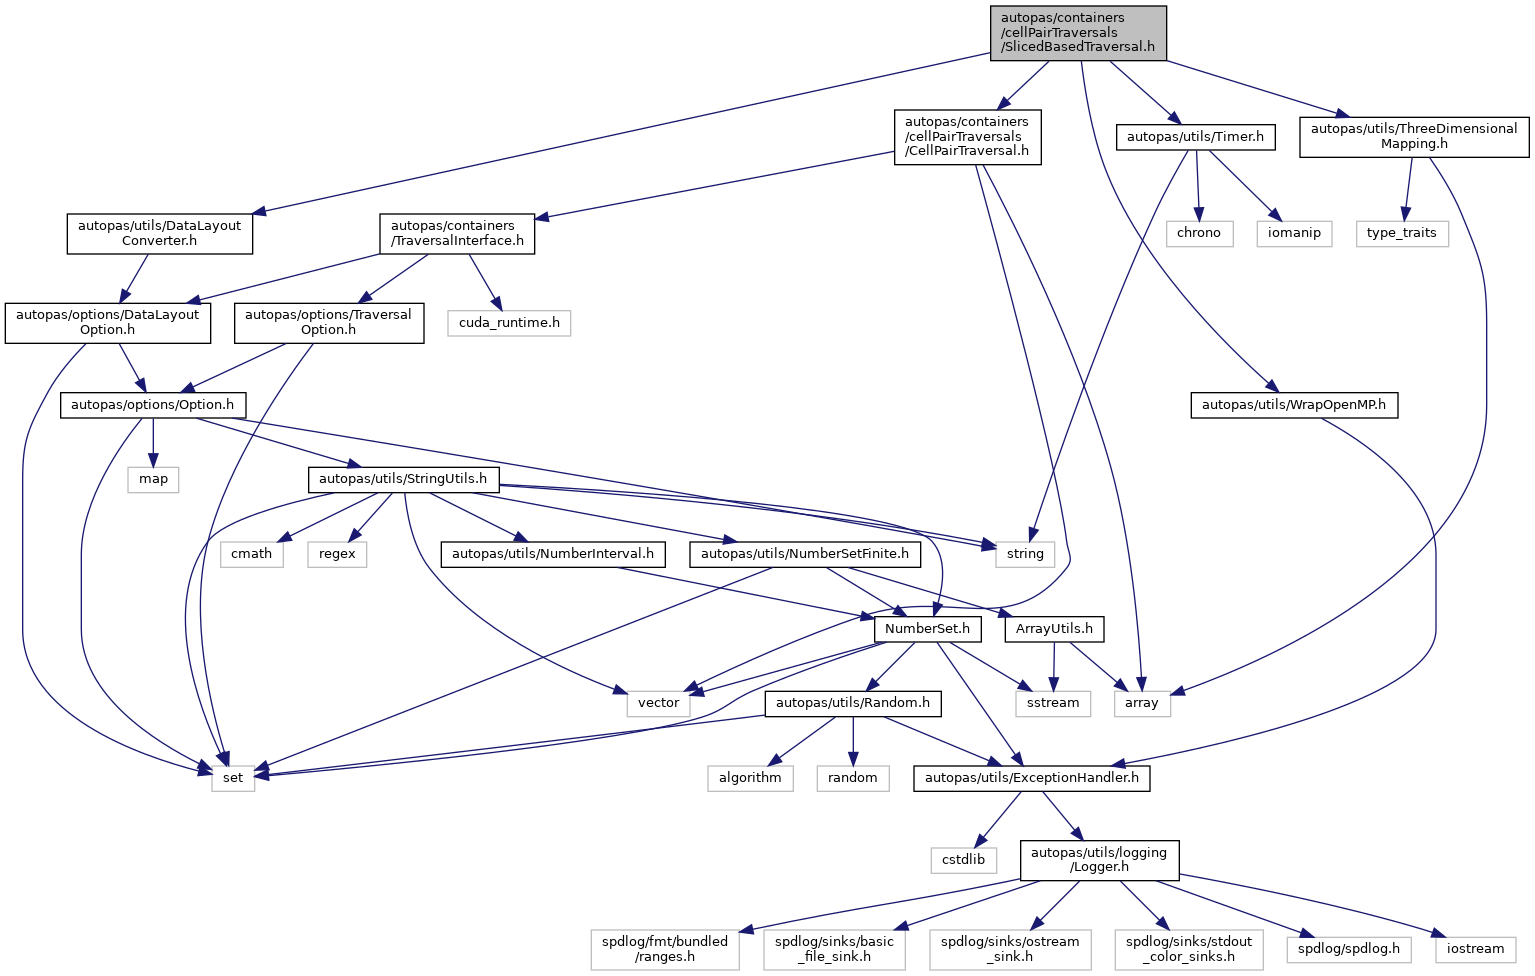 autopas/containers
/cellPairTraversals
/SlicedBasedTraversal.h
autopas/containers
/cellPairTraversals
/CellPairTraversal.h
autopas/utils/Timer.h
autopas/utils/ThreeDimensional
Mapping.h
autopas/utils/DataLayout
Converter.h
autopas/containers
/TraversalInterface.h
chrono
iomanip
type_traits
autopas/options/DataLayout
Option.h
autopas/options/Traversal
Option.h
cuda_runtime.h
autopas/options/Option.h
autopas/utils/WrapOpenMP.h
map
autopas/utils/StringUtils.h
cmath
regex
autopas/utils/NumberInterval.h
autopas/utils/NumberSetFinite.h
string
NumberSet.h
ArrayUtils.h
vector
autopas/utils/Random.h
sstream
array
set
algorithm
random
autopas/utils/ExceptionHandler.h
cstdlib
autopas/utils/logging
/Logger.h
spdlog/fmt/bundled
/ranges.h
spdlog/sinks/basic
_file_sink.h
spdlog/sinks/ostream
_sink.h
spdlog/sinks/stdout
_color_sinks.h
spdlog/spdlog.h
iostream